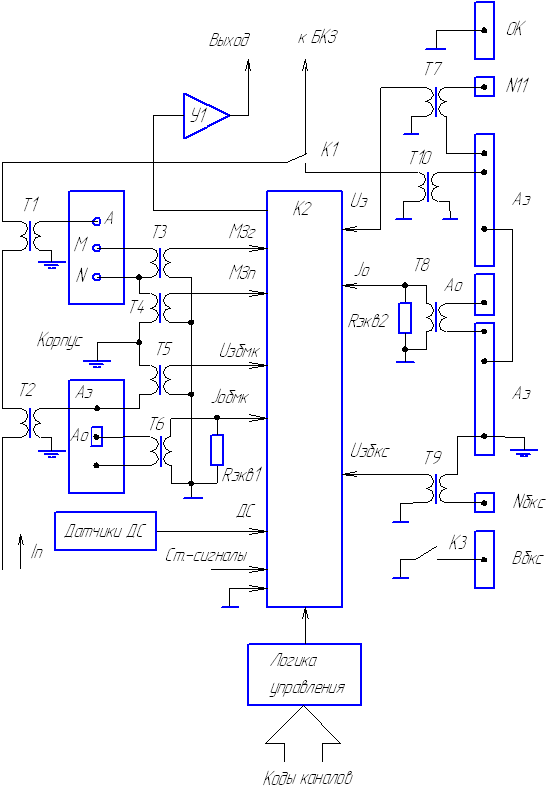 Выход
к БКЗ
ОК
Т7
N11
У1
К1
Т10
Т1
А
М
N
Т3
К2
Uэ
Аэ
МЗг
Т4
МЗп
Jo
Т8
Ао
Rэкв2
Корпус
Т5
Uэбмк
Т2
Аэ
Ао
Т6
Jобмк
Аэ
Rэкв1
Uэбкс
Т9
Nбкс
Датчики ДС
ДС
Iп
Ст.-сигналы
К3
Вбкс
Логика
управления
Коды каналов